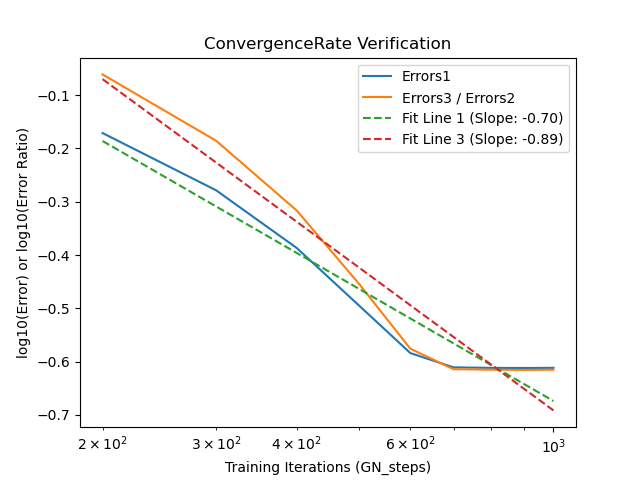 ConvergenceRate Verification
Errors1
Errors3 / Errors2
Fit Line 1 (Slope: -0.70)
Fit Line 3 (Slope: -0.89)
log10(Error) or log10(Error Ratio)
−0.1
−0.2
−0.3
−0.4
−0.5
−0.6
−0.7
2 × 10² 3 × 10² 4 × 10² 6 × 10² 10³
Training Iterations (GN_steps)